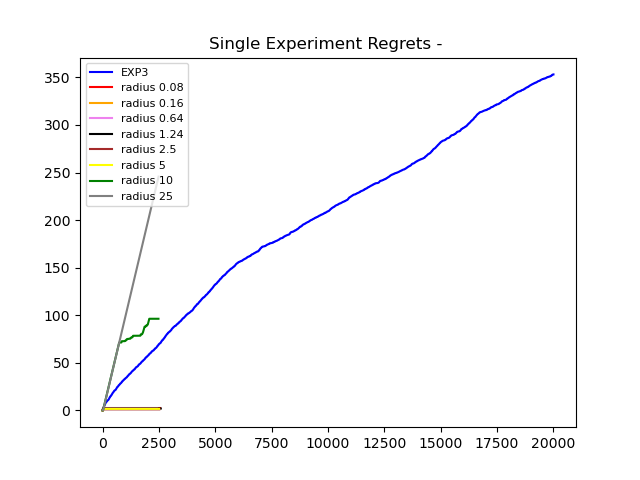 Single Experiment Regrets -
EXP3
radius 0.08
radius 0.16
radius 0.64
radius 1.24
radius 2.5
radius 5
radius 10
radius 25
350
300
250
200
150
100
50
0
0 2500 5000 7500 10000 12500 15000 17500 20000